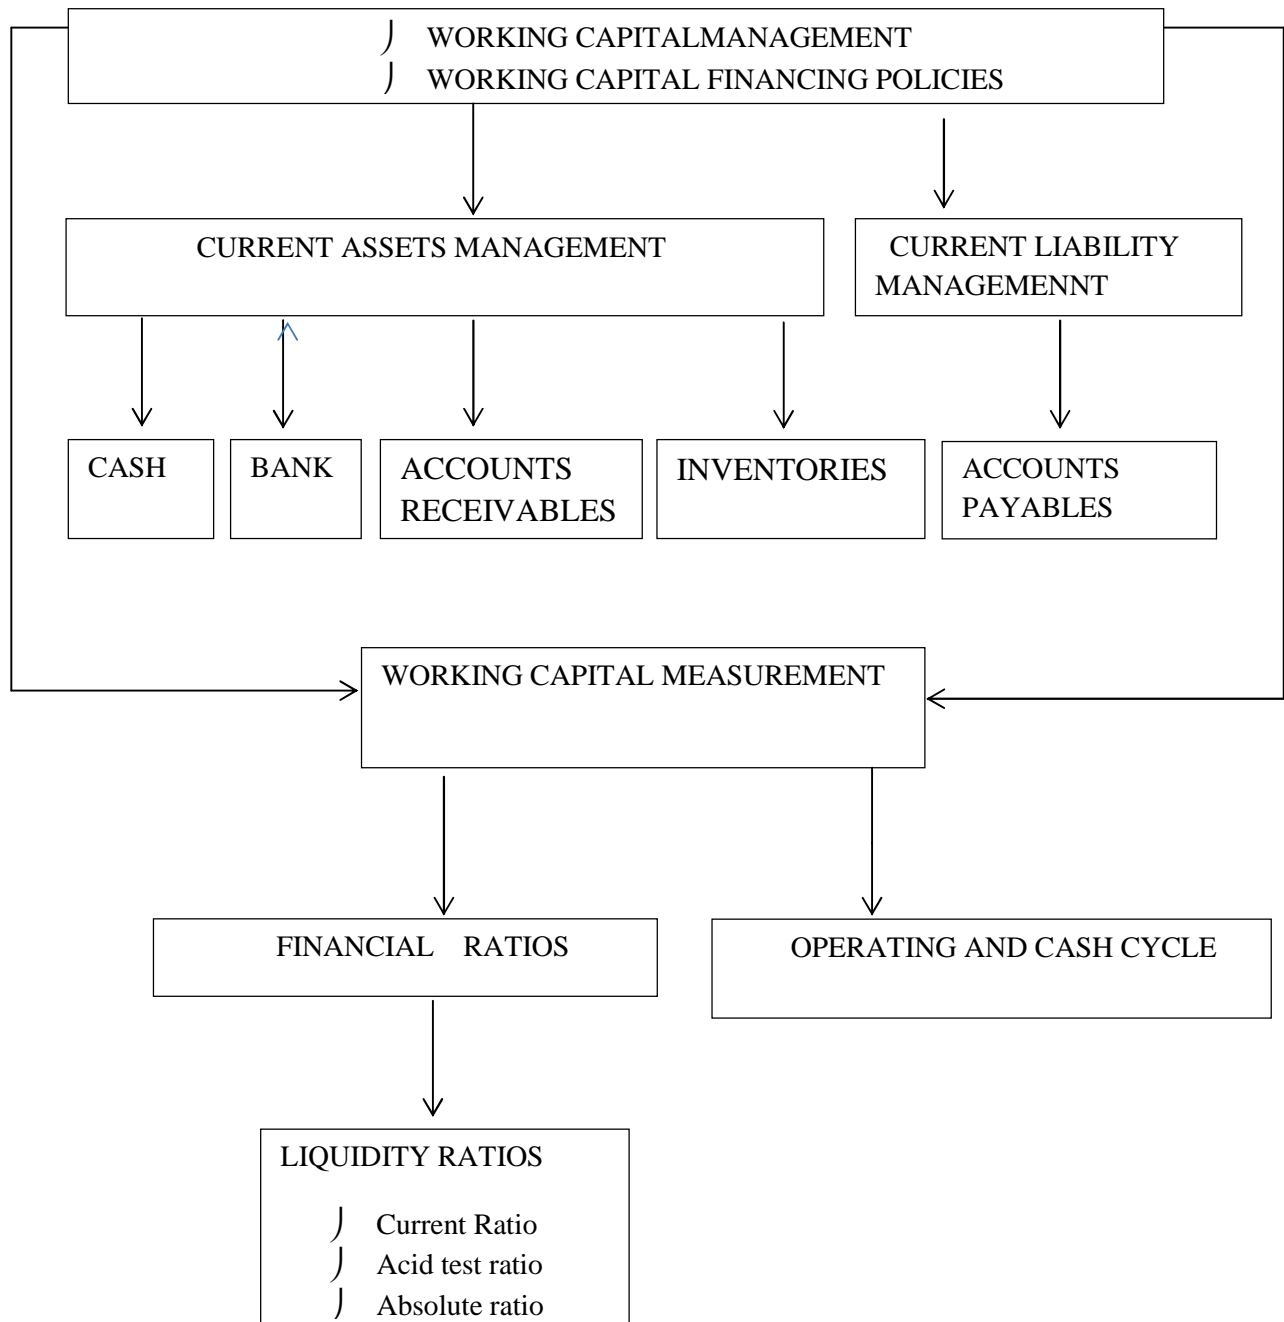 WORKING CAPITALMANAGEMENT
WORKING CAPITAL FINANCING POLICIES
CURRENT ASSETS MANAGEMENT
CURRENT LIABILITY
MANAGEMENNT
CASH
BANK
ACCOUNTS
RECEIVABLES
INVENTORIES
ACCOUNTS
PAYABLES
WORKING CAPITAL MEASUREMENT
FINANCIAL RATIOS
OPERATING AND CASH CYCLE
LIQUIDITY RATIOS
Current Ratio
Acid test ratio
Absolute ratio